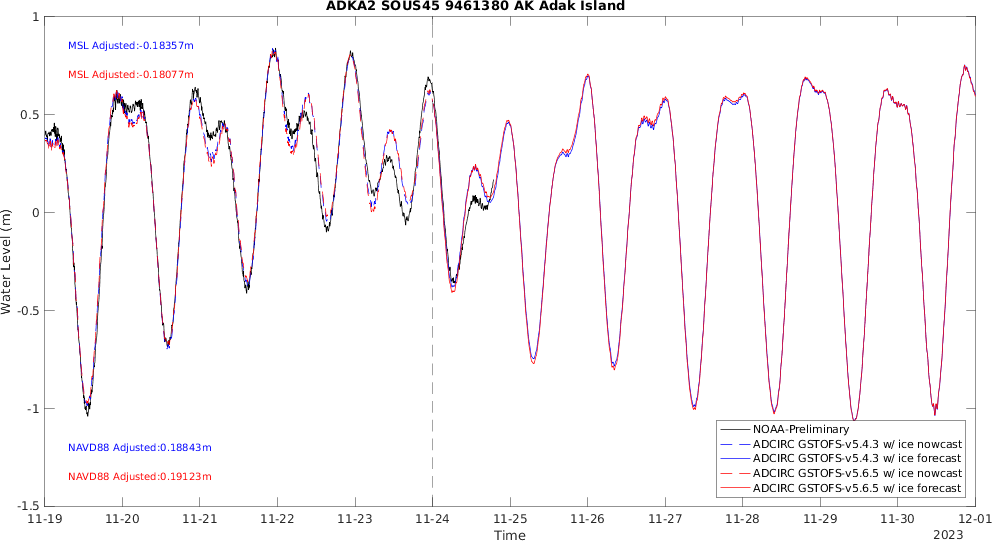 ADKA2 SOUS45 9461380 AK Adak Island
MSL Adjusted:-0.18357m
MSL Adjusted:-0.18077m
NAVD88 Adjusted:0.18843m
NAVD88 Adjusted:0.19123m
Water Level (m)
1
0.5
0
-0.5
-1
-1.5
NOAA-Preliminary
ADCIRC GSTOFS-v5.4.3 w/ ice nowcast
ADCIRC GSTOFS-v5.4.3 w/ ice forecast
ADCIRC GSTOFS-v5.6.5 w/ ice nowcast
ADCIRC GSTOFS-v5.6.5 w/ ice forecast
11-19 11-20 11-21 11-22 11-23 11-24 11-25 11-26 11-27 11-28 11-29 11-30 12-01
Time
2023